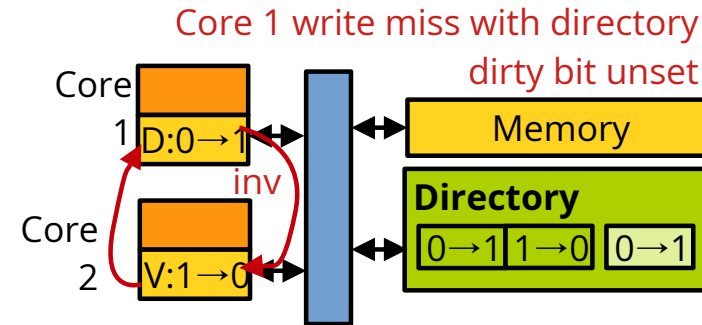 Core 1 write miss with directory
dirty bit unset
Core
1
D:0→1
Memory
inv
Directory
0→1 1→0 0→1
Core
2
V:1→0